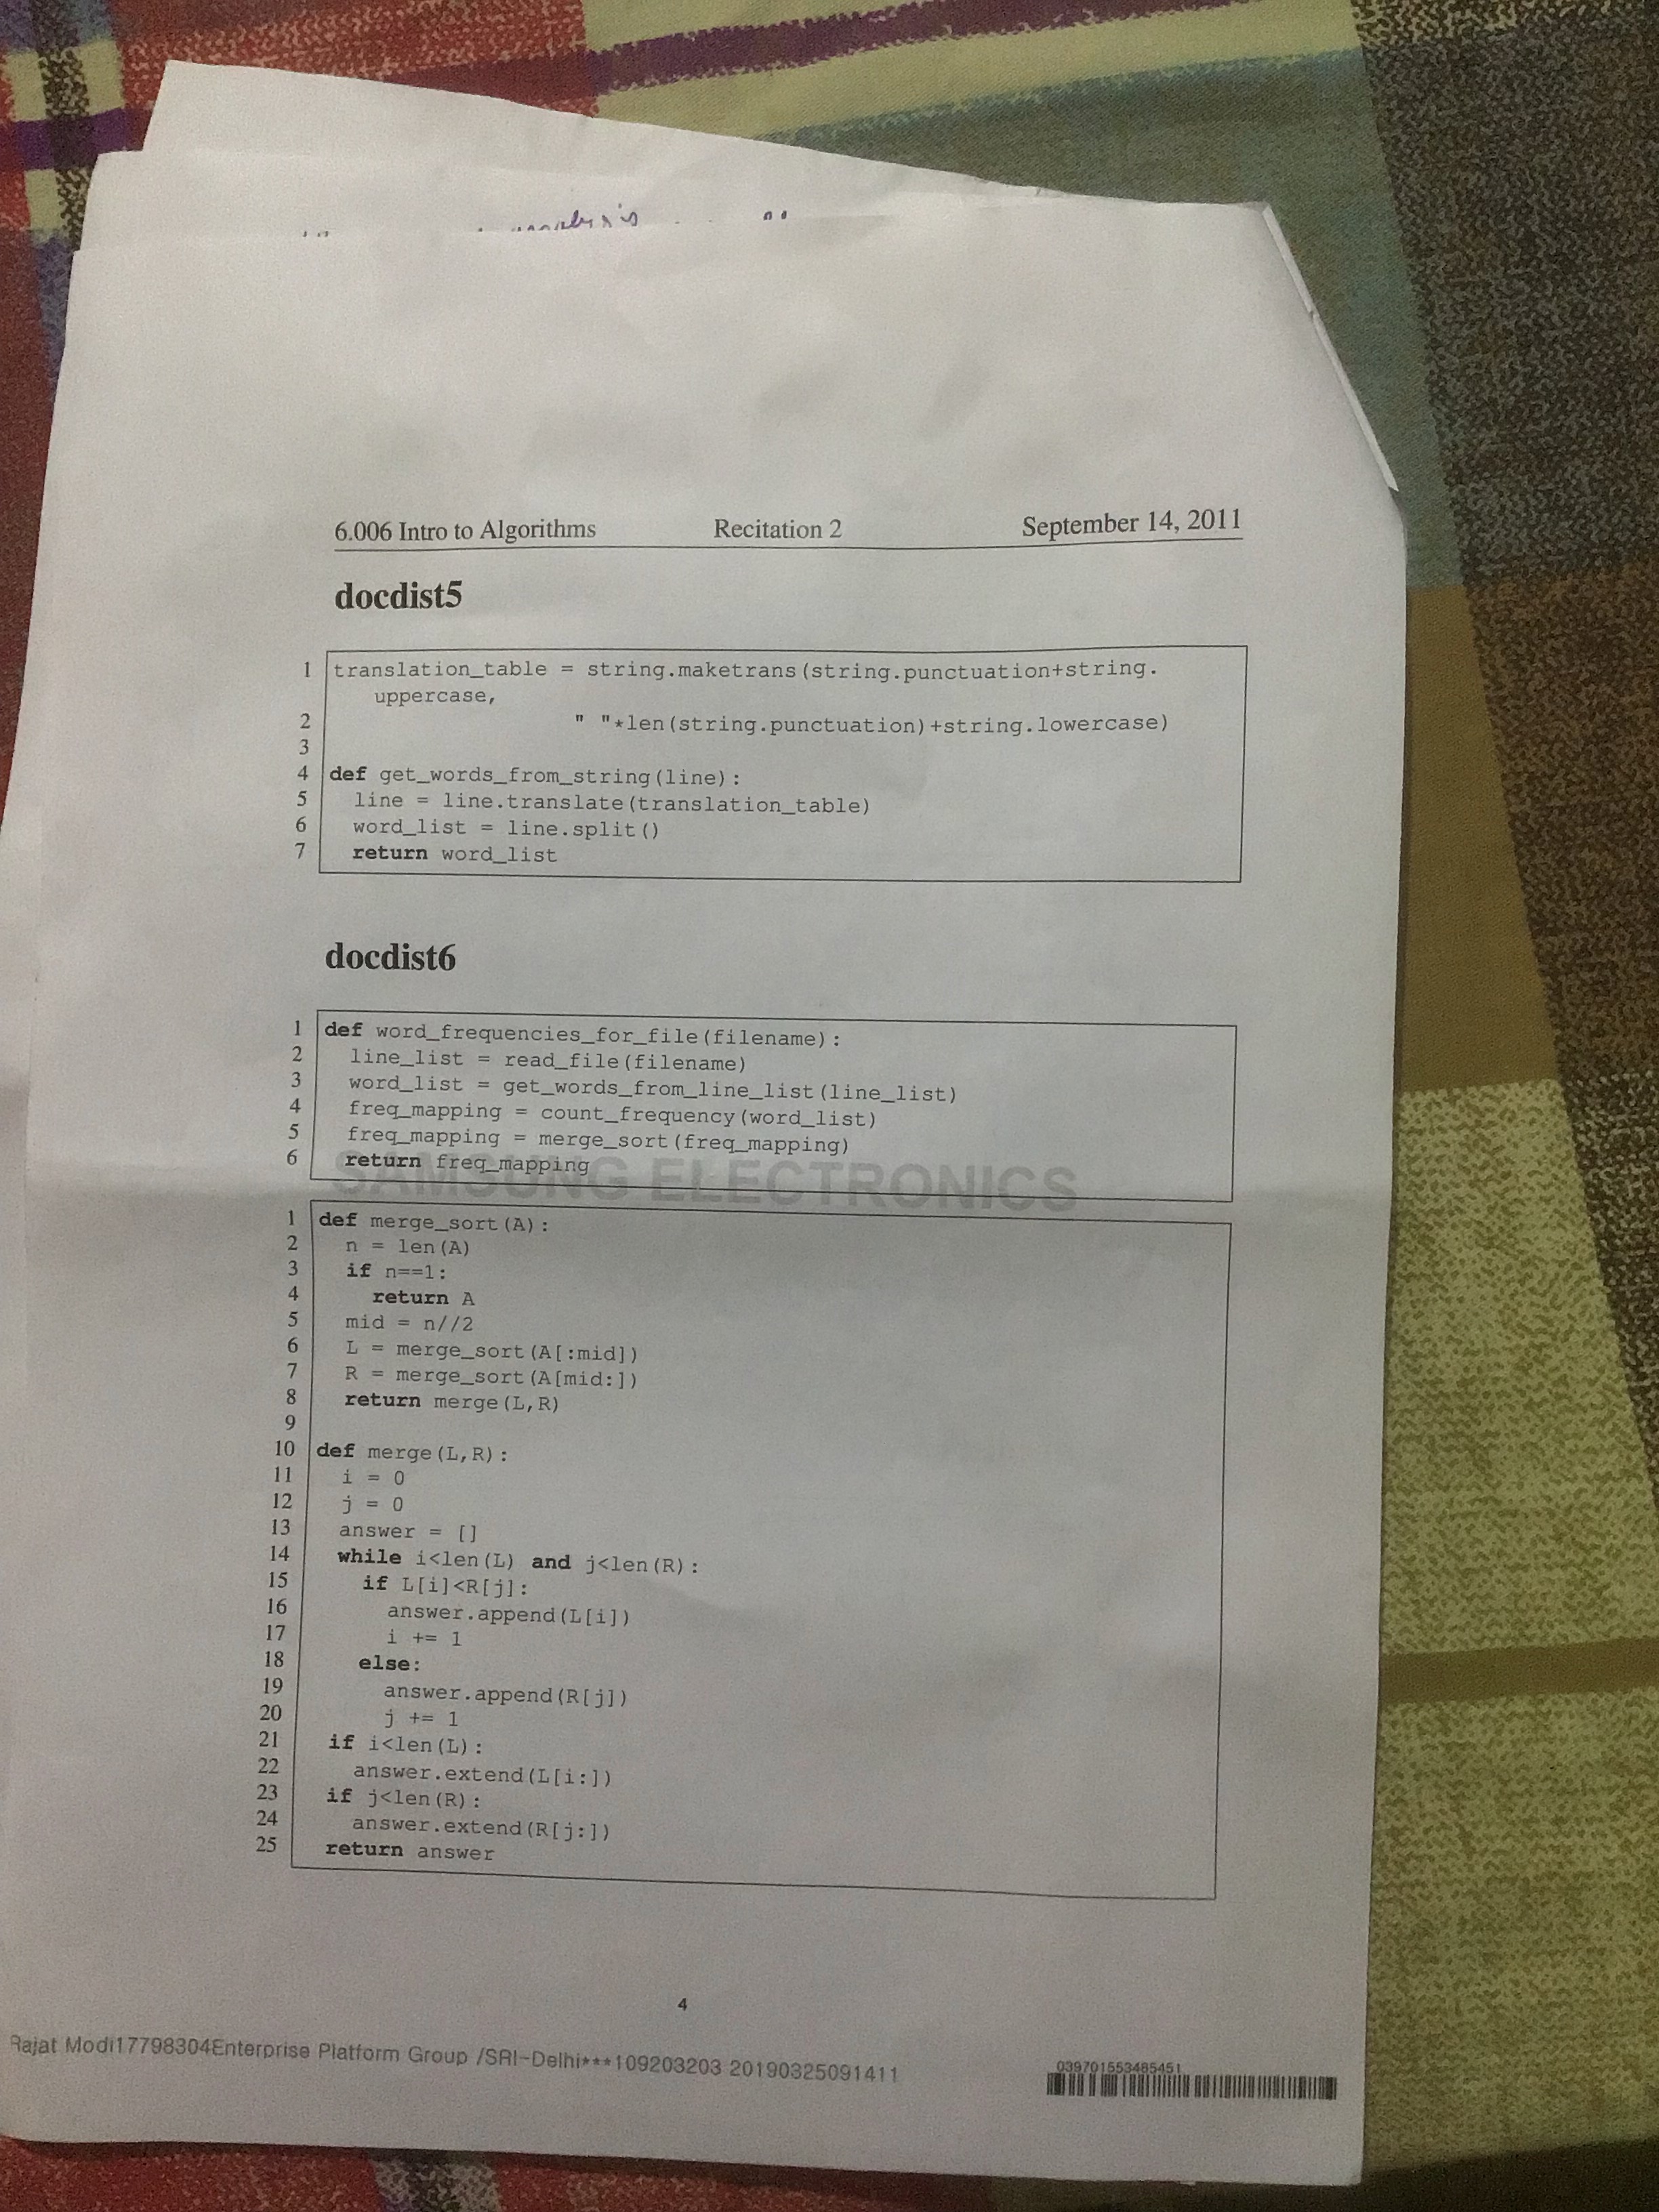 analysis
6.006 Intro to Algorithms Recitation 2 September 14, 2011
docdist5
1 translation_table = string.maketrans(string.punctuation+string.
uppercase,
2 " "*len(string.punctuation)+string.lowercase)
3
4 def get_words_from_string(line):
5 line = line.translate(translation_table)
6 word_list = line.split()
7 return word_list
docdist6
1 def word_frequencies_for_file(filename):
2 line_list = read_file(filename)
3 word_list = get_words_from_line_list(line_list)
4 freq_mapping = count_frequency(word_list)
5 freq_mapping = merge_sort(freq_mapping)
6 return freq_mapping
SAMSUNG ELECTRONICS
1 def merge_sort(A):
2 n = len(A)
3 if n==1:
4 return A
5 mid = n//2
6 L = merge_sort(A[:mid])
7 R = merge_sort(A[mid:])
8 return merge(L,R)
9
10 def merge(L,R):
11 i = 0
12 j = 0
13 answer = []
14 while i<len(L) and j<len(R):
15 if L[i]<R[j]:
16 answer.append(L[i])
17 i += 1
18 else:
19 answer.append(R[j])
20 j += 1
21 if i<len(L):
22 answer.extend(L[i:])
23 if j<len(R):
24 answer.extend(R[j:])
25 return answer
4
Rajat Modi17798304Enterprise Platform Group /SRI-Delhi***109203203 20190325091411
039701553485451